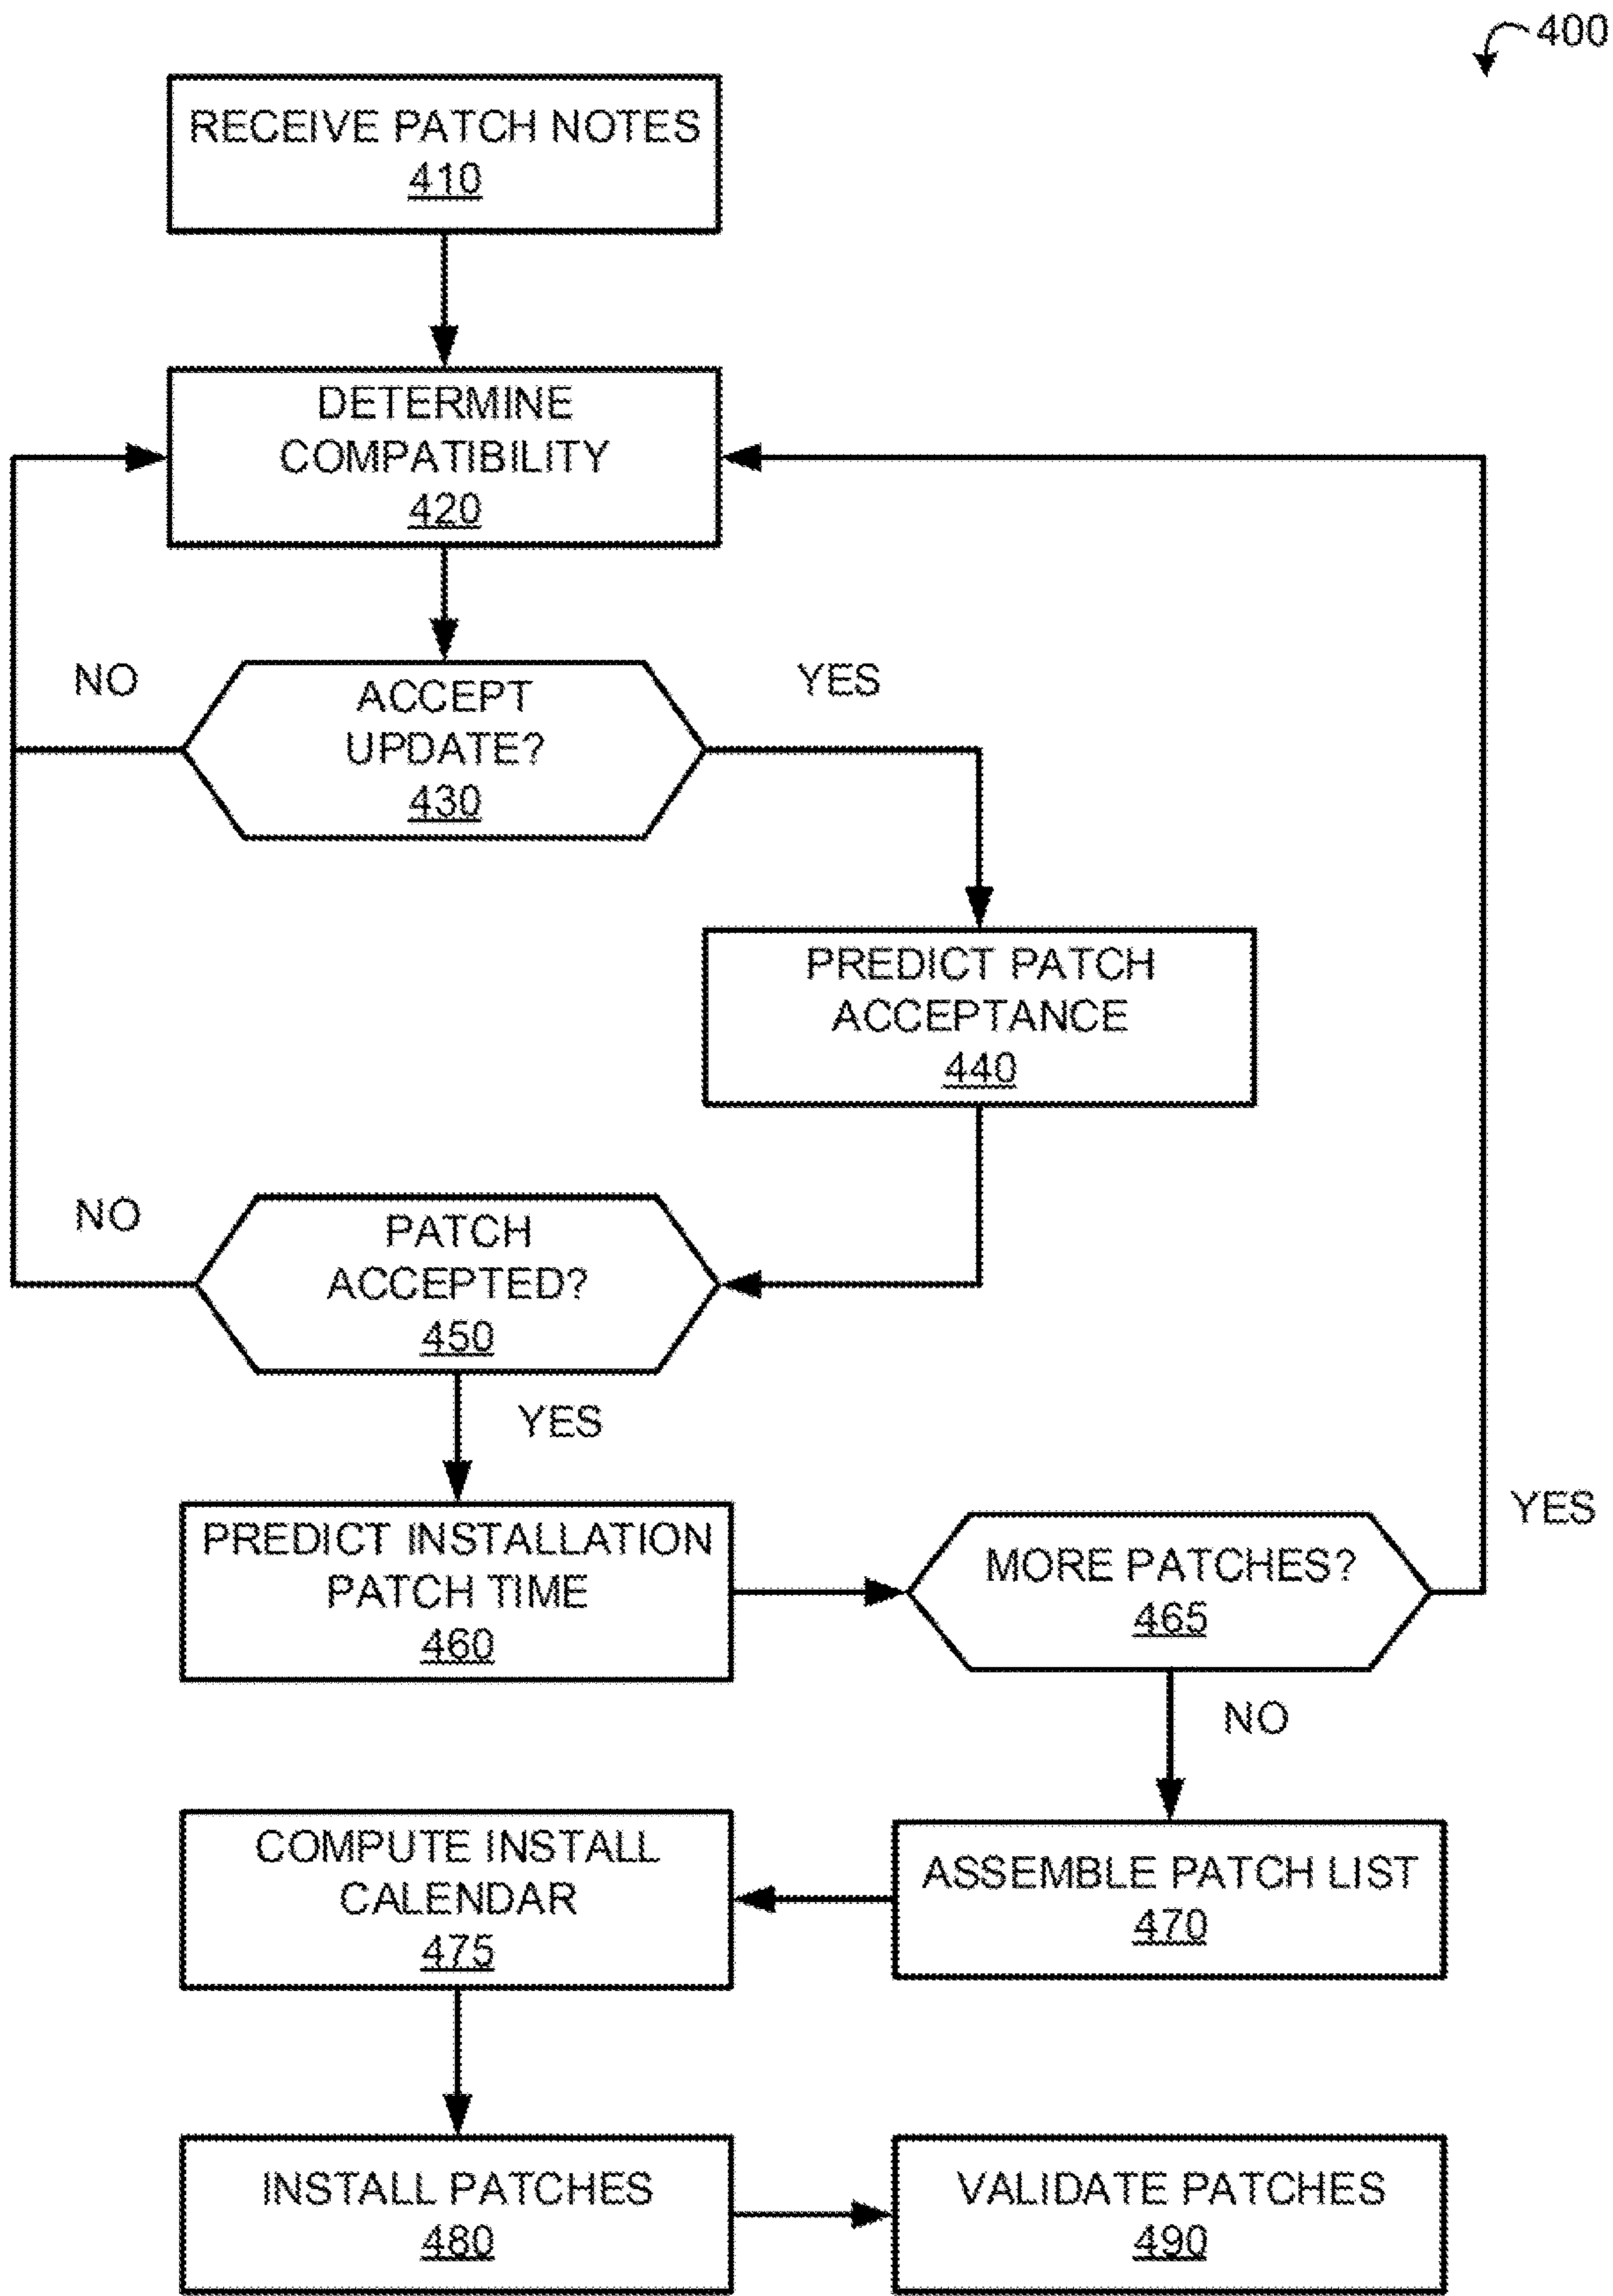 400
RECEIVE PATCH NOTES
410
DETERMINE
COMPATIBILITY
420
NO
YES
ACCEPT
UPDATE?
430
PREDICT PATCH
ACCEPTANCE
440
NO
PATCH
ACCEPTED?
450
YES
PREDICT INSTALLATION
PATCH TIME
460
YES
MORE PATCHES?
465
NO
ASSEMBLE PATCH LIST
470
COMPUTE INSTALL
CALENDAR
475
INSTALL PATCHES
480
VALIDATE PATCHES
490